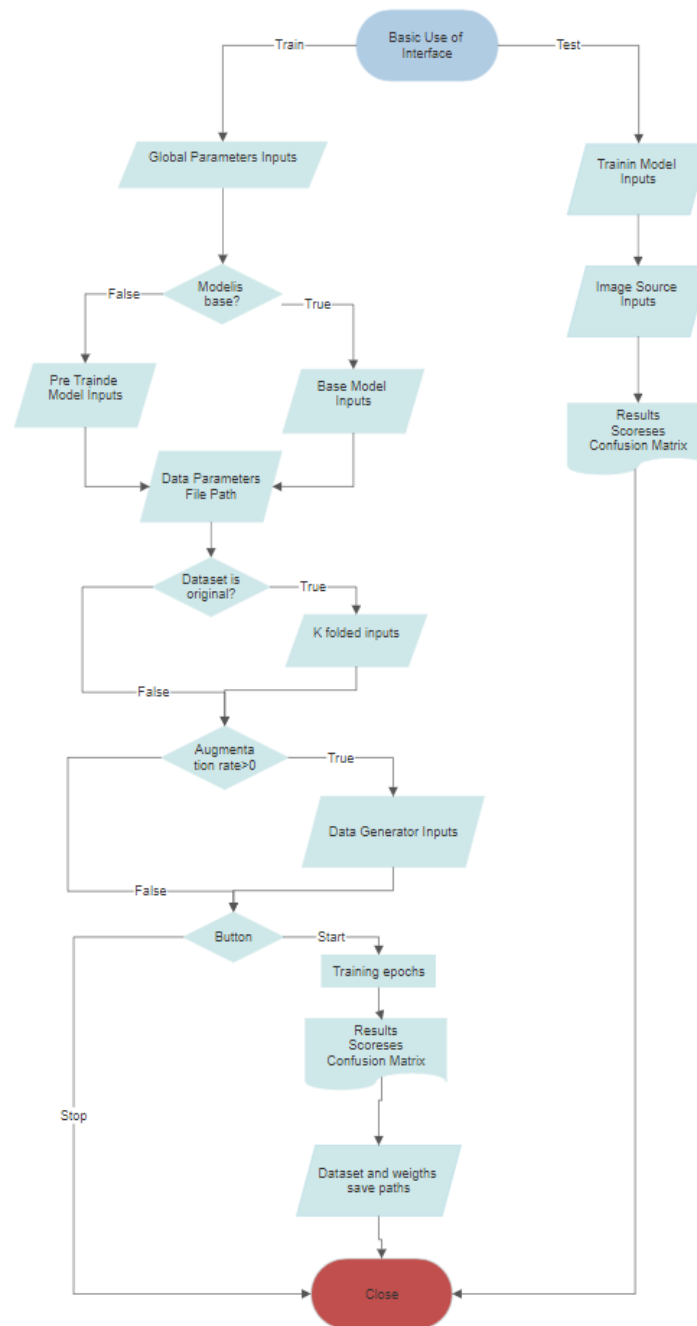 Basic Use of
Interface
Train
Test
Global Parameters Inputs
Trainin Model
Inputs
Modelis
base?
False
True
Image Source
Inputs
Pre Trainde
Model Inputs
Base Model
Inputs
Results
Scoreses
Confusion Matrix
Data Parameters
File Path
Dataset is
original?
True
K folded inputs
False
Augmenta
tion rate>0
True
Data Generator Inputs
False
Button
Start
Training epochs
Results
Scoreses
Confusion Matrix
Stop
Dataset and weigths
save paths
Close